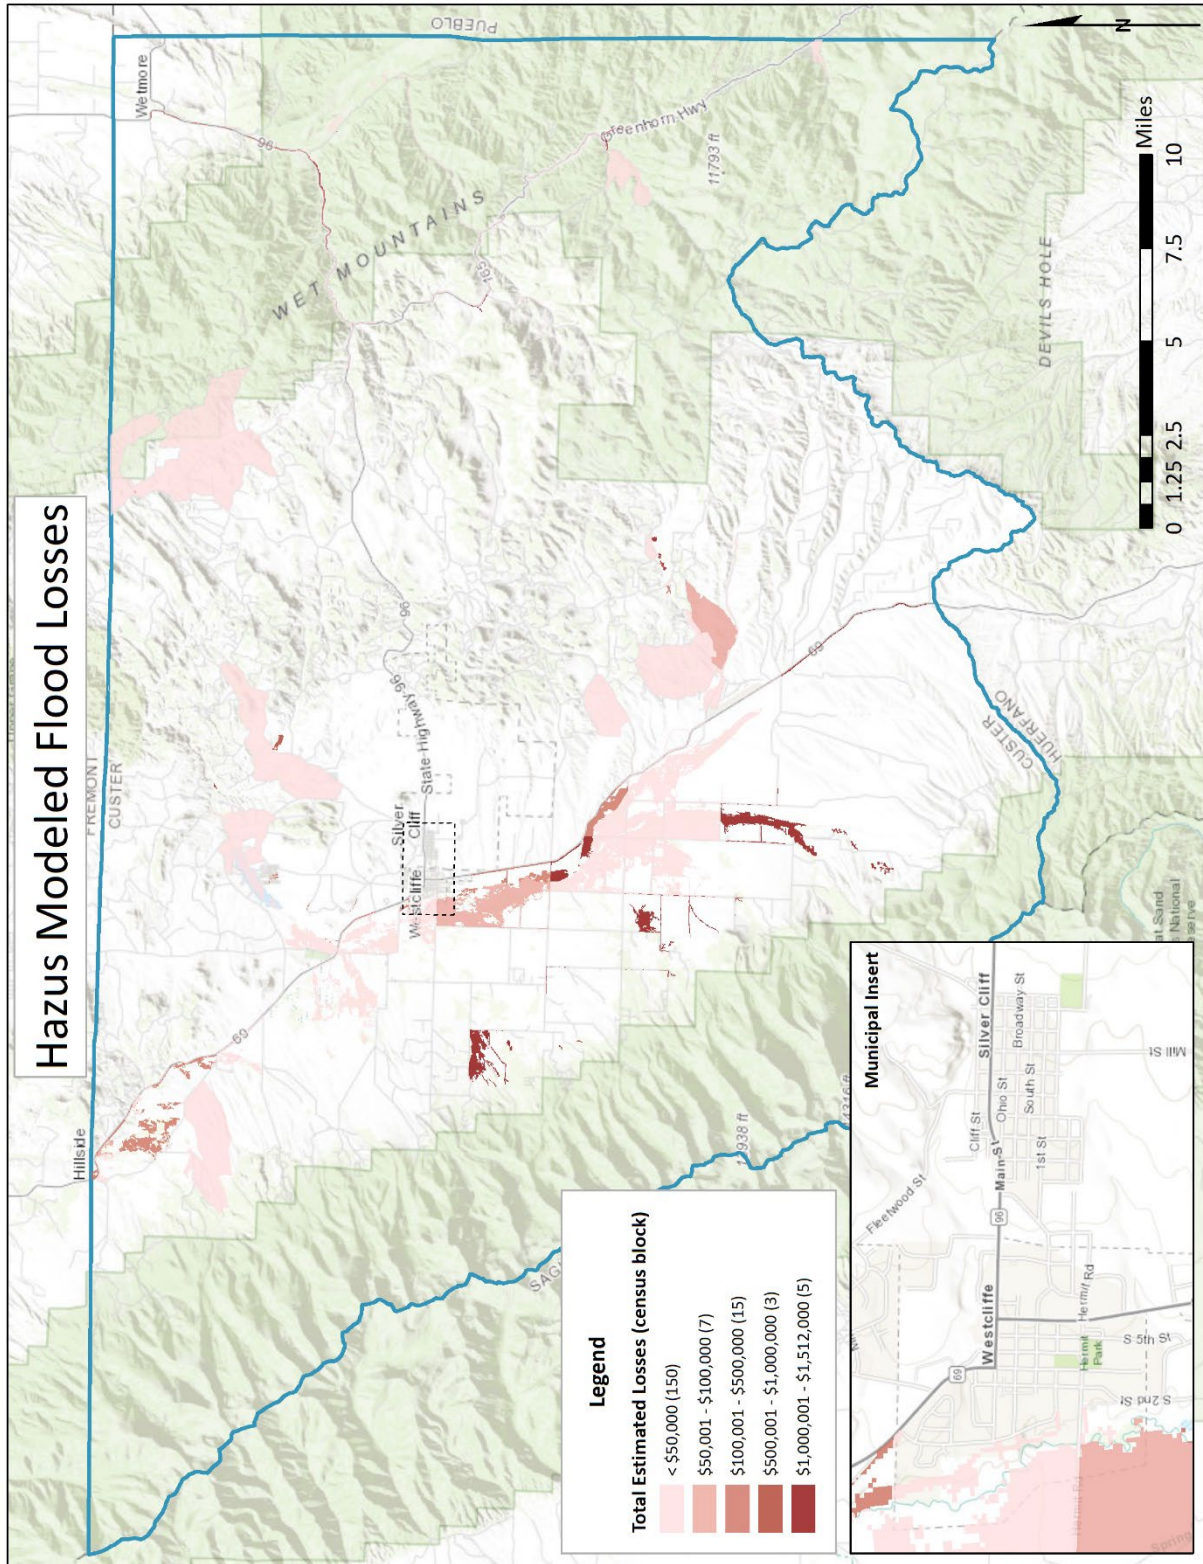 Hazus Modeled Flood Losses
FREMONT
CUSTER
PUEBLO
Hillside
Wetmore
69
96
WET MOUNTAINS
165
Greenhorn Hwy
11793 ft
Silver
Cliff
State Highway 96
96
69
CUSTER
HUERFANO
DEVILS HOLE
N
0 1.25 2.5 5 7.5 10
Miles
Legend
Total Estimated Losses (census block)
< $50,000 (150)
$50,001 - $100,000 (7)
$100,001 - $500,000 (15)
$500,001 - $1,000,000 (3)
$1,000,001 - $1,512,000 (5)
Municipal Insert
Fleetwood St
Cliff St
Silver Cliff
Westcliffe
69
96
Main St
Ohio St
Broadway St
South St
1st St
Mill St
Hermit Rd
Hermit
Park
S 5th St
S 2nd St
Hermit Rd
Spring